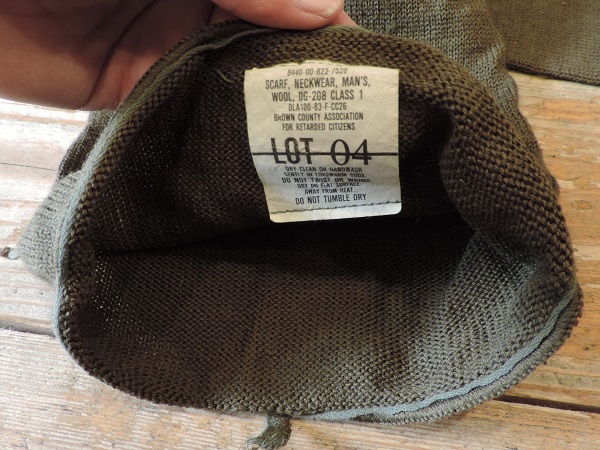 8440-00-823-7520
SCARF, NECKWEAR, MAN'S,
WOOL, OG-208 CLASS 1
DLA100-83-F-CC26
BROWN COUNTY ASSOCIATION
FOR RETARDED CITIZENS
LOT 04
DRY CLEAN OR HANDWASH
GENTLY IN LUKEWARM SUDS.
DO NOT TWIST OR WRING.
DRY ON FLAT SURFACE
AWAY FROM HEAT.
DO NOT TUMBLE DRY